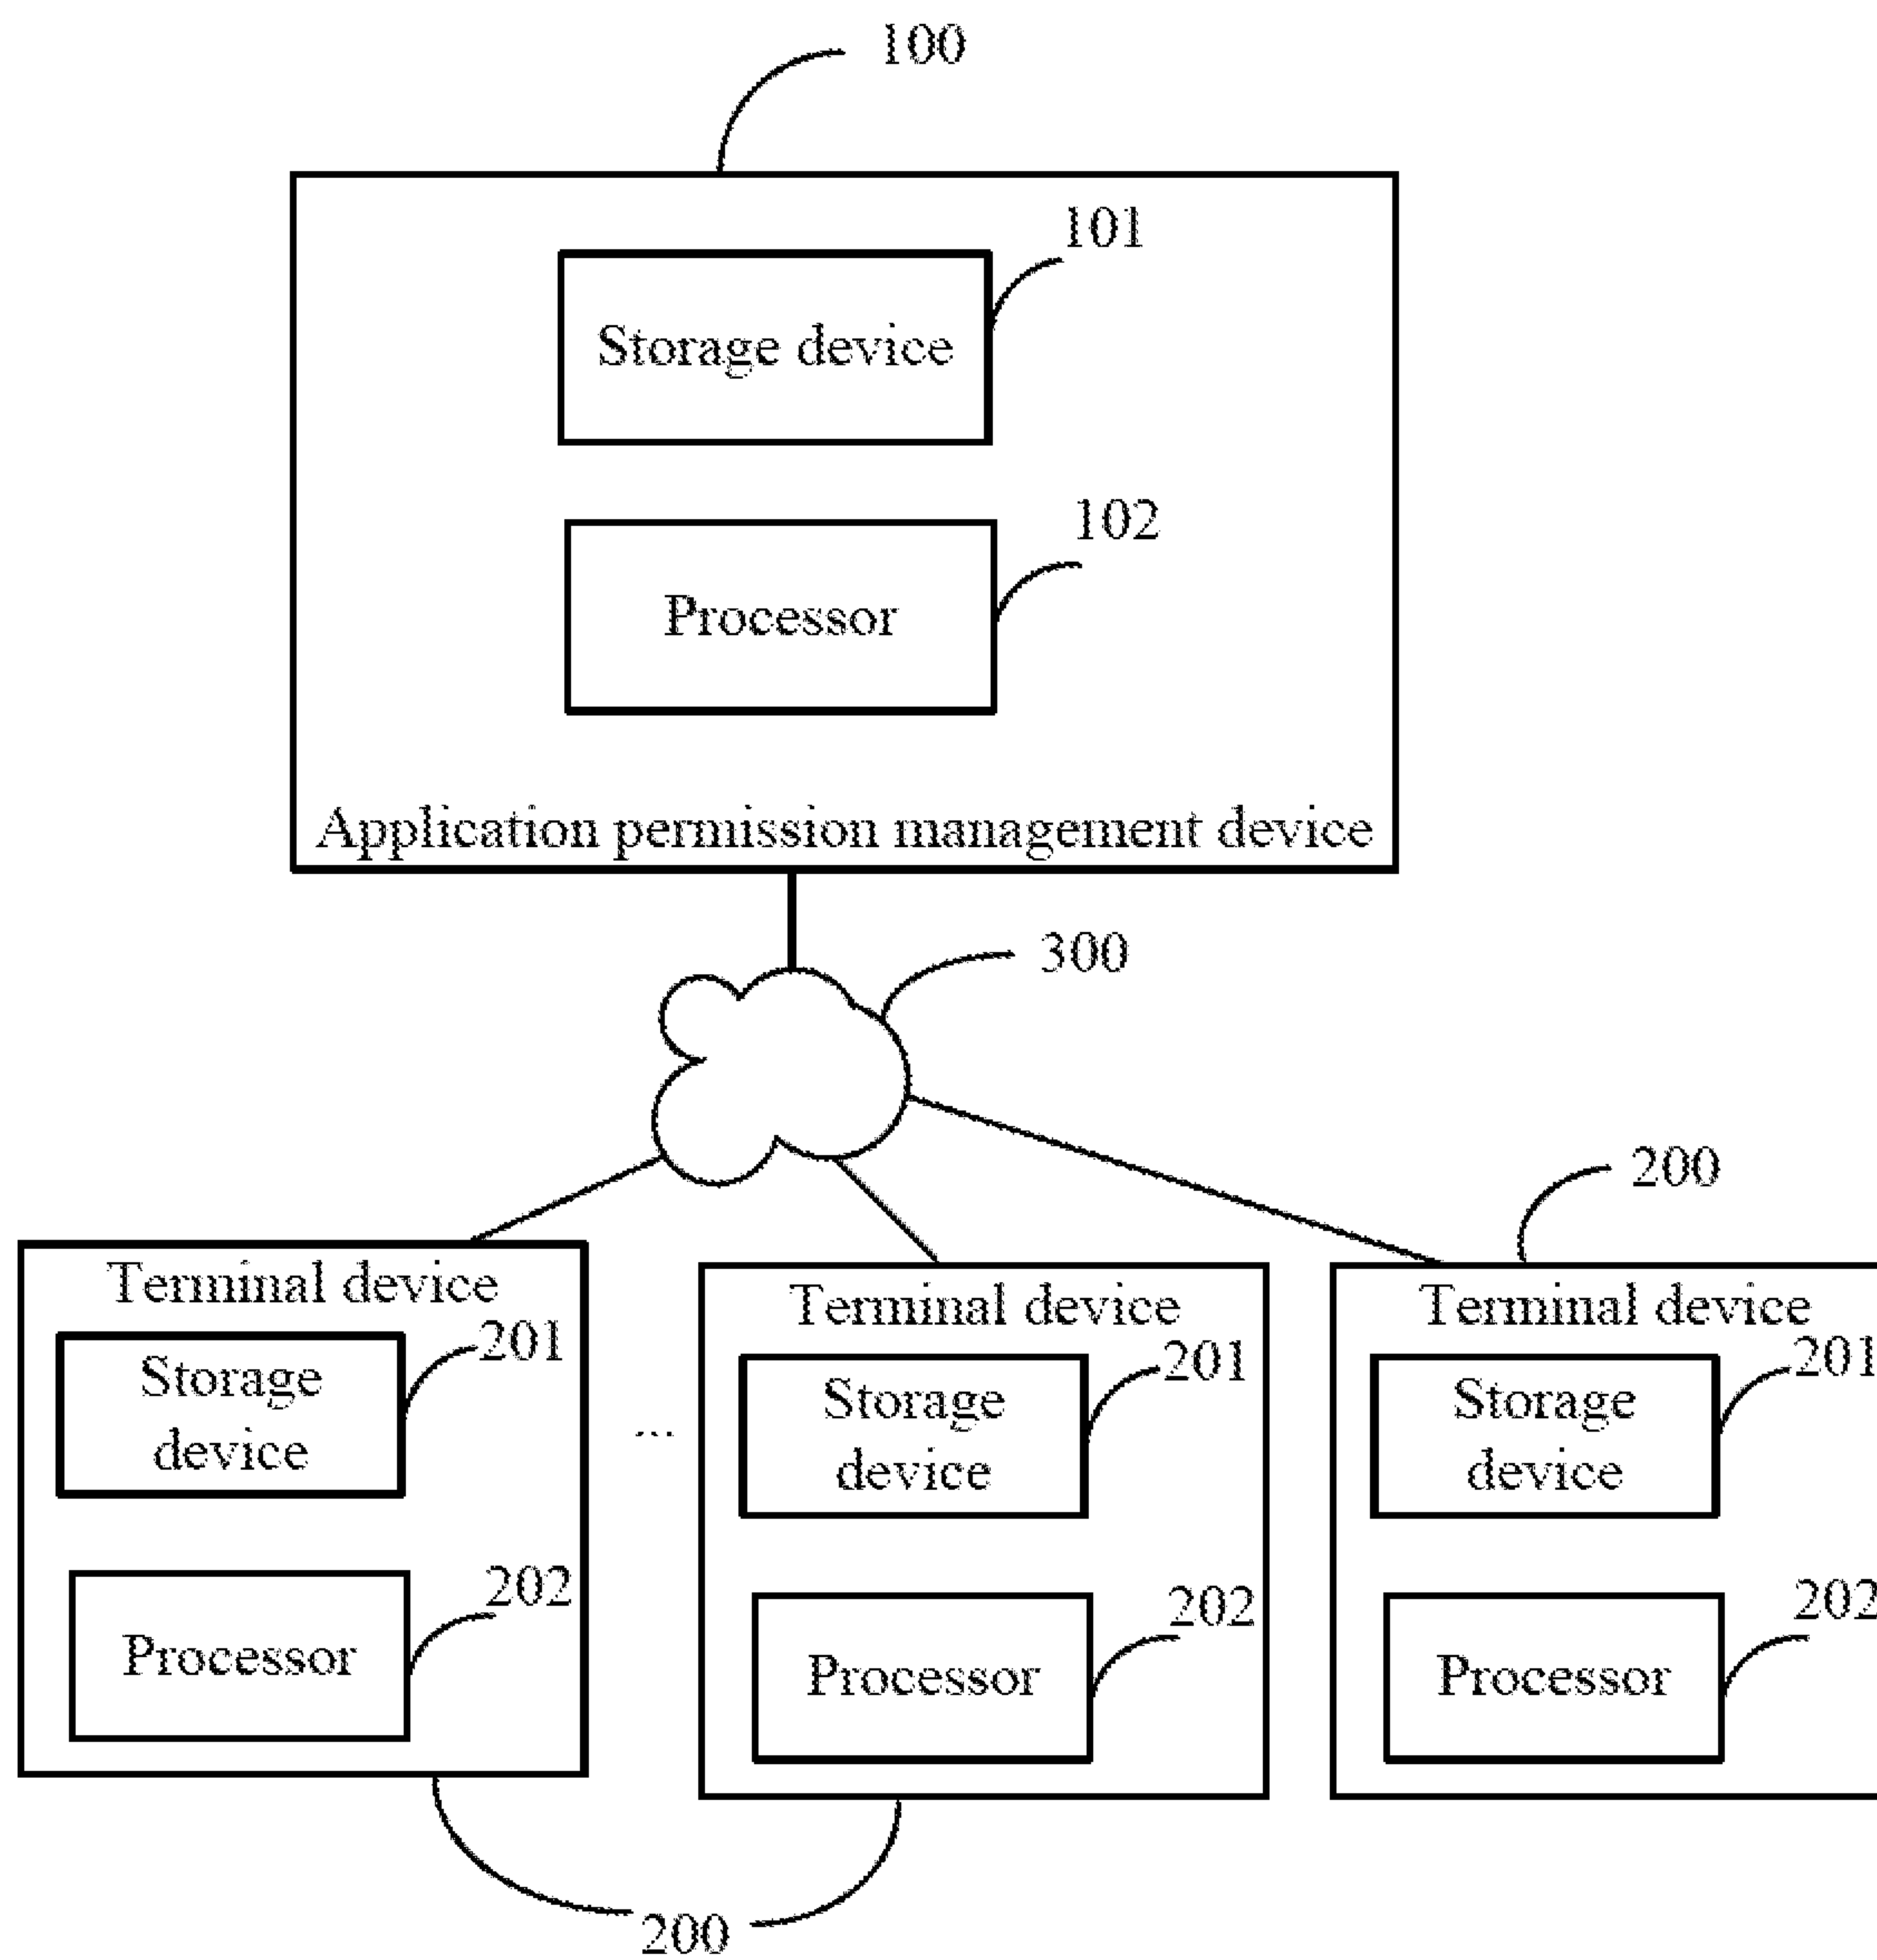 100
101
Storage device
102
Processor
Application permission management device
300
200
Terminal device
201
Storage
device
202
Processor
...
Terminal device
201
Storage
device
202
Processor
Terminal device
201
Storage
device
202
Processor
200